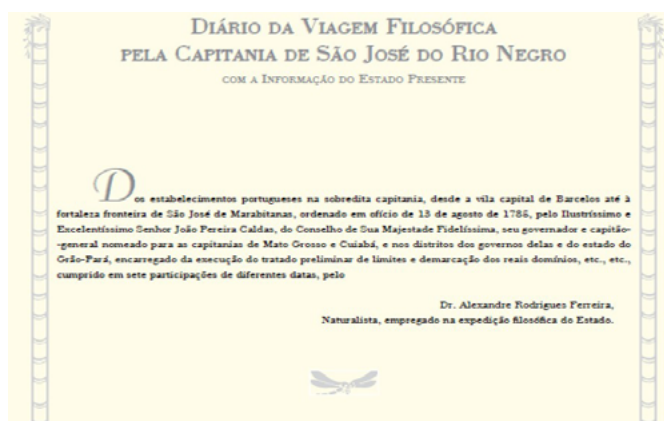 DIÁRIO DA VIAGEM FILOSÓFICA
PELA CAPITANIA DE SÃO JOSÉ DO RIO NEGRO
COM A INFORMAÇÃO DO ESTADO PRESENTE
Dos estabelecimentos portugueses na sobredita capitania, desde a vila capital de Barcelos até à
fortaleza fronteira de São José de Marabitanas, ordenado em ofício de 13 de agosto de 1785, pelo Ilustríssimo e
Excelentíssimo Senhor João Pereira Caldas, do Conselho de Sua Majestade Fidelíssima, seu governador e capitão-
-general nomeado para as capitanias de Mato Grosso e Cuiabá, e nos distritos dos governos delas e do estado do
Grão-Pará, encarregado da execução do tratado preliminar de limites e demarcação dos reais domínios, etc., etc.,
cumprido em sete participações de diferentes datas, pelo
Dr. Alexandre Rodrigues Ferreira,
Naturalista, empregado na expedição filosófica do Estado.